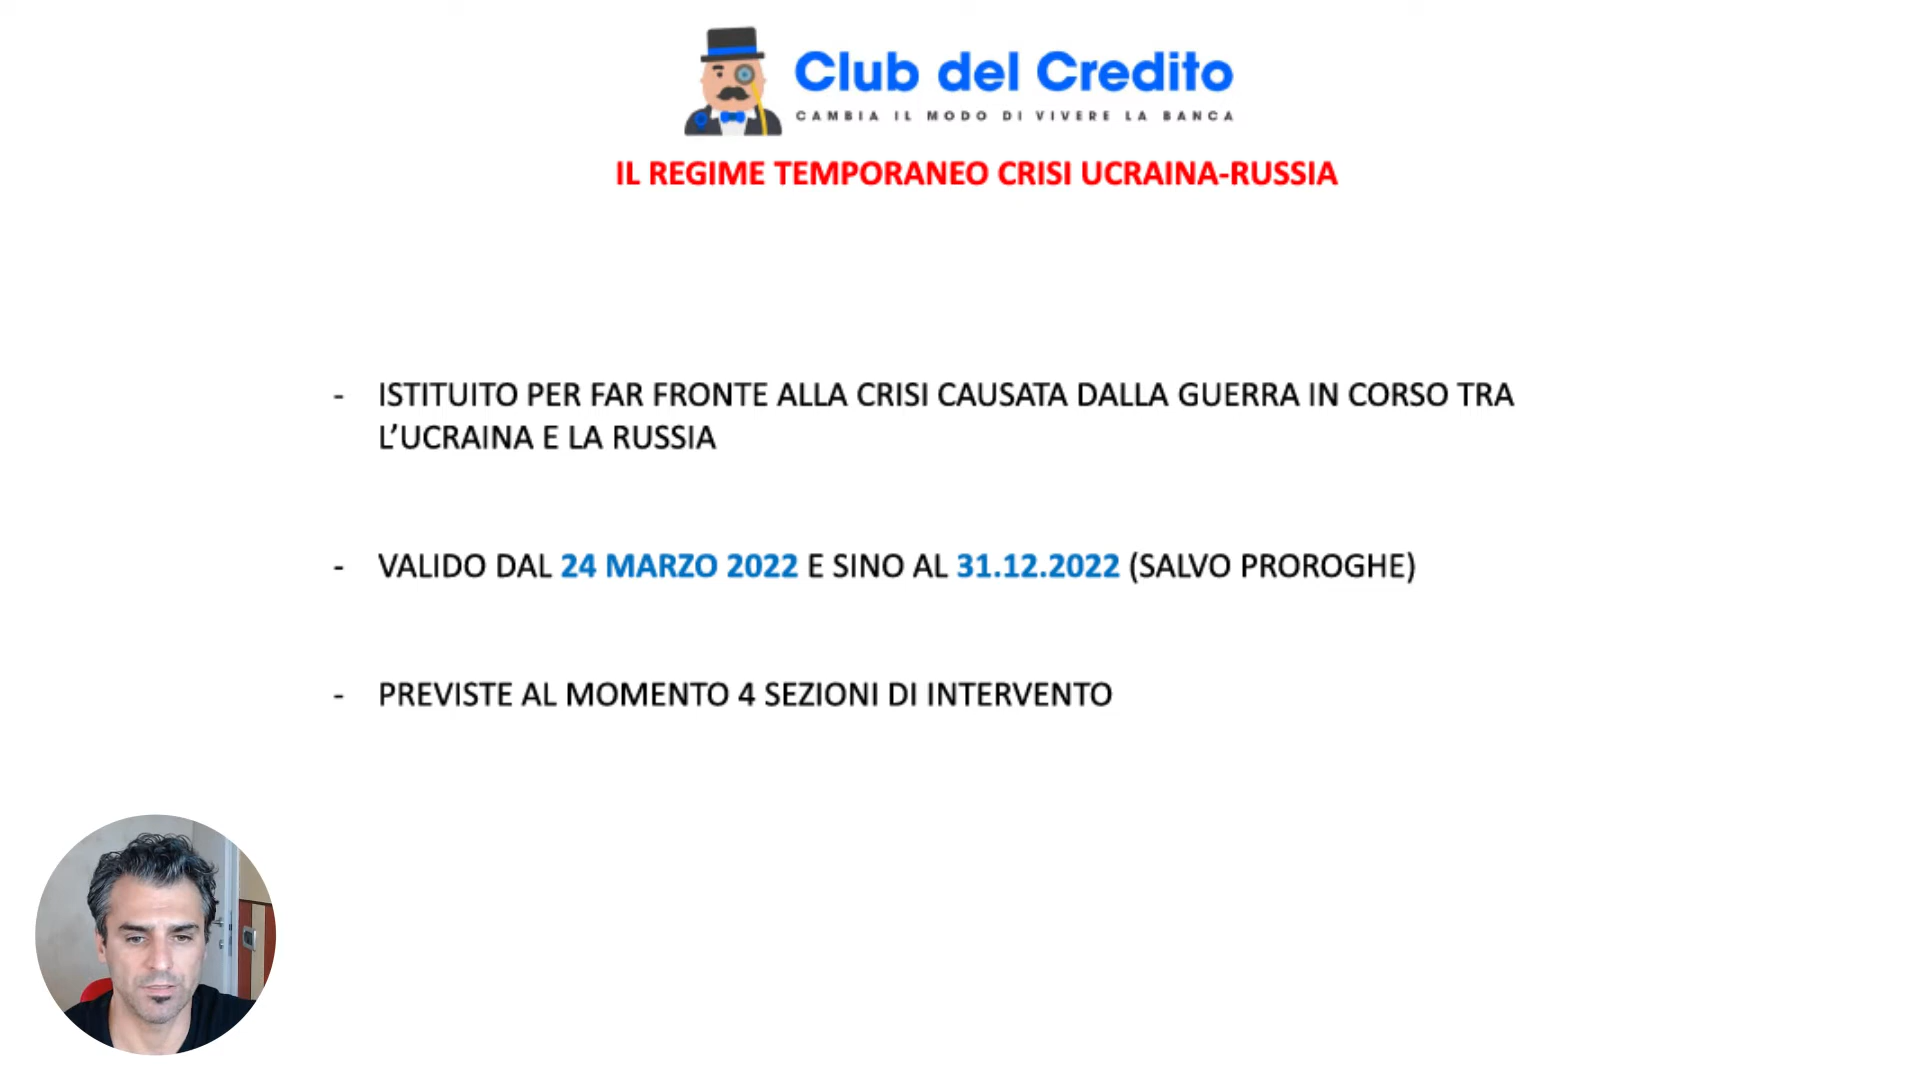 Club del Credito
CAMBIA IL MODO DI VIVERE LA BANCA
IL REGIME TEMPORANEO CRISI UCRAINA-RUSSIA
- ISTITUITO PER FAR FRONTE ALLA CRISI CAUSATA DALLA GUERRA IN CORSO TRA
L’UCRAINA E LA RUSSIA
- VALIDO DAL 24 MARZO 2022 E SINO AL 31.12.2022 (SALVO PROROGHE)
- PREVISTE AL MOMENTO 4 SEZIONI DI INTERVENTO